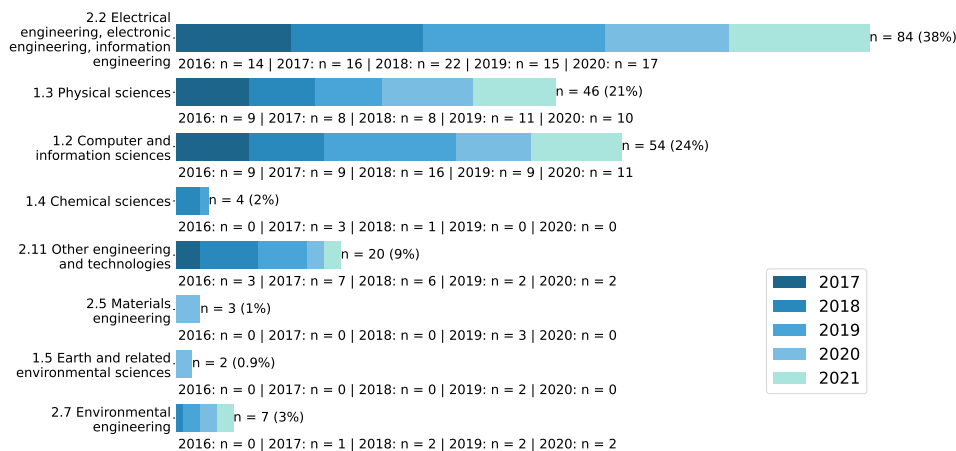 2.2 Electrical
engineering, electronic
engineering, information
engineering
n = 84 (38%)
2016: n = 14 | 2017: n = 16 | 2018: n = 22 | 2019: n = 15 | 2020: n = 17
1.3 Physical sciences
n = 46 (21%)
2016: n = 9 | 2017: n = 8 | 2018: n = 8 | 2019: n = 11 | 2020: n = 10
1.2 Computer and
information sciences
n = 54 (24%)
2016: n = 9 | 2017: n = 9 | 2018: n = 16 | 2019: n = 9 | 2020: n = 11
1.4 Chemical sciences
n = 4 (2%)
2016: n = 0 | 2017: n = 3 | 2018: n = 1 | 2019: n = 0 | 2020: n = 0
2.11 Other engineering
and technologies
n = 20 (9%)
2016: n = 3 | 2017: n = 7 | 2018: n = 6 | 2019: n = 2 | 2020: n = 2
2.5 Materials
engineering
n = 3 (1%)
2016: n = 0 | 2017: n = 0 | 2018: n = 0 | 2019: n = 3 | 2020: n = 0
1.5 Earth and related
environmental sciences
n = 2 (0.9%)
2016: n = 0 | 2017: n = 0 | 2018: n = 0 | 2019: n = 2 | 2020: n = 0
2.7 Environmental
engineering
n = 7 (3%)
2016: n = 0 | 2017: n = 1 | 2018: n = 2 | 2019: n = 2 | 2020: n = 2
2017
2018
2019
2020
2021